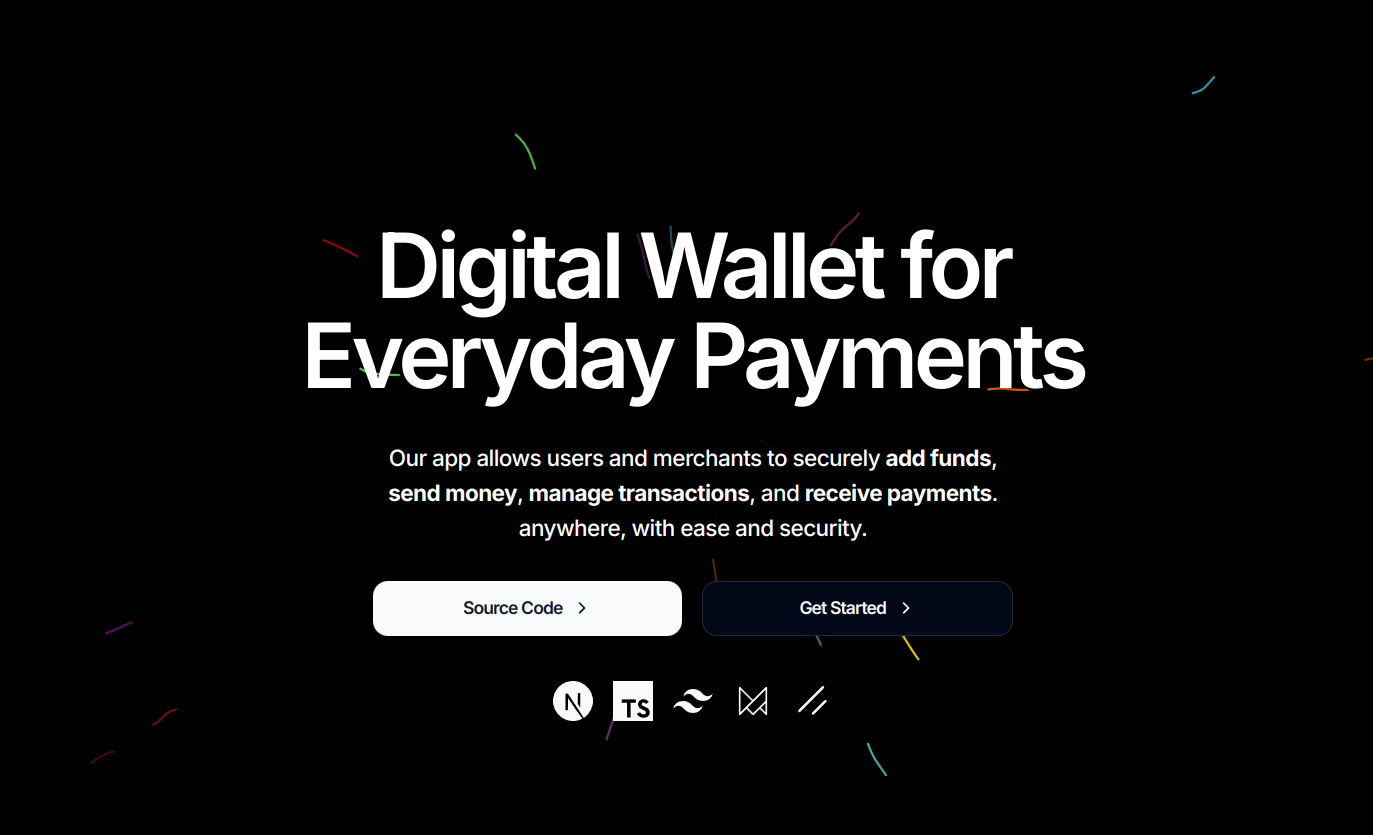 Digital Wallet for
Everyday Payments
Our app allows users and merchants to securely add funds,
send money, manage transactions, and receive payments.
anywhere, with ease and security.
Source Code
Get Started
N
TS